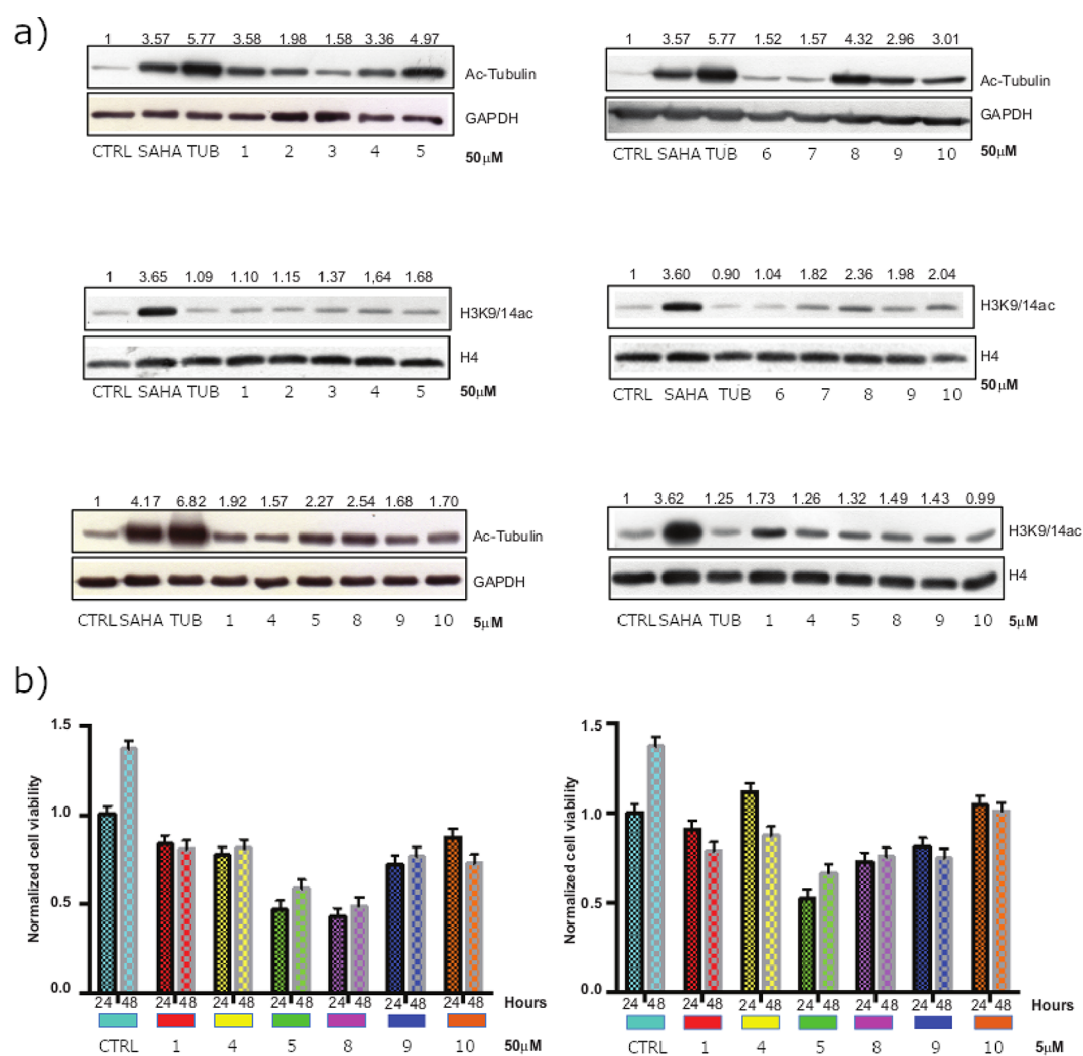 a)
1 3.57 5.77 3.58 1.98 1.58 3.36 4.97
Ac-Tubulin
GAPDH
CTRL SAHA TUB 1 2 3 4 5 50µM
1 3.57 5.77 1.52 1.57 4.32 2.96 3.01
Ac-Tubulin
GAPDH
CTRL SAHA TUB 6 7 8 9 10 50µM
1 3.65 1.09 1.10 1.15 1.37 1,64 1.68
H3K9/14ac
H4
CTRL SAHA TUB 1 2 3 4 5 50µM
1 3.60 0.90 1.04 1.82 2.36 1.98 2.04
H3K9/14ac
H4
CTRL SAHA TUB 6 7 8 9 10 50µM
1 4.17 6.82 1.92 1.57 2.27 2.54 1.68 1.70
Ac-Tubulin
GAPDH
CTRL SAHA TUB 1 4 5 8 9 10 5µM
1 3.62 1.25 1.73 1.26 1.32 1.49 1.43 0.99
H3K9/14ac
H4
CTRL SAHA TUB 1 4 5 8 9 10 5µM
b)
Normalized cell viability
1.5
1.0
0.5
0.0
24 48 24 48 24 48 24 48 24 48 24 48 24 48 Hours
CTRL 1 4 5 8 9 10 50µM
Normalized cell viability
1.5
1.0
0.5
0.0
24 48 24 48 24 48 24 48 24 48 24 48 24 48 Hours
CTRL 1 4 5 8 9 10 5µM